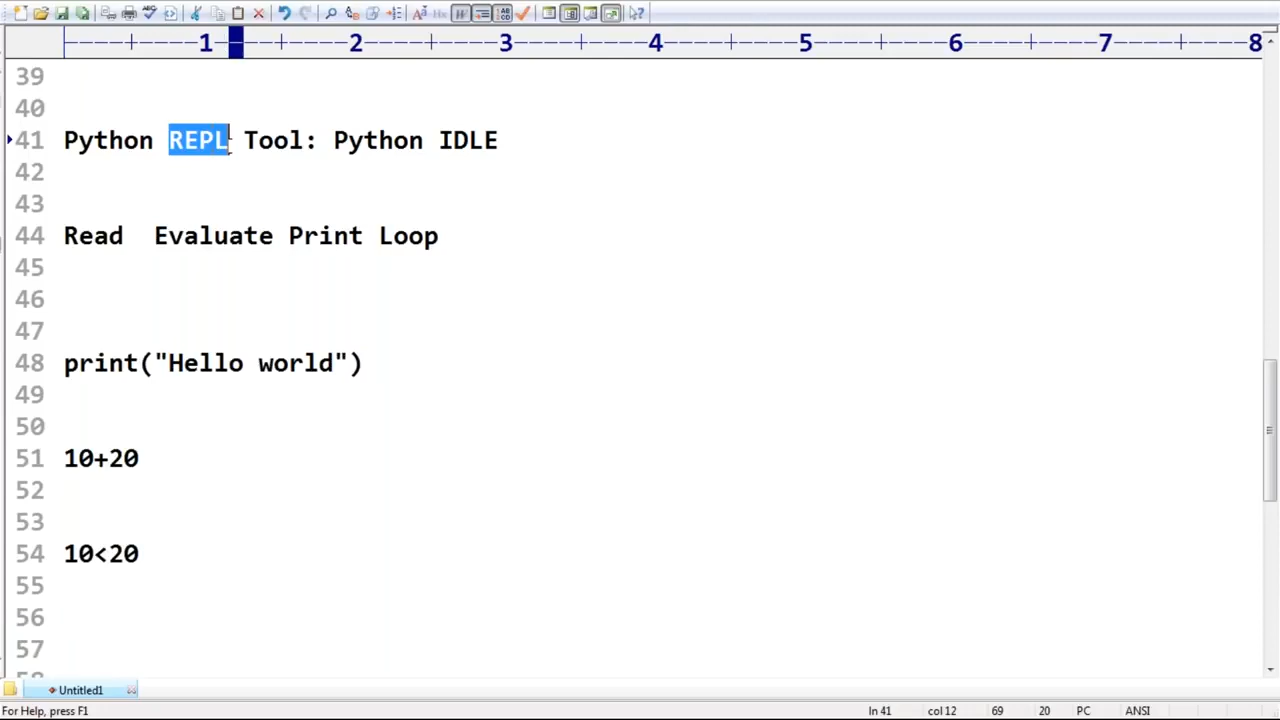 1 2 3 4 5 6 7 8
39
40
41 Python REPL Tool: Python IDLE
42
43
44 Read  Evaluate Print Loop
45
46
47
48 print("Hello world")
49
50
51 10+20
52
53
54 10<20
55
56
57
Untitled1
For Help, press F1 ln 41 col 12 69 20 PC ANSI